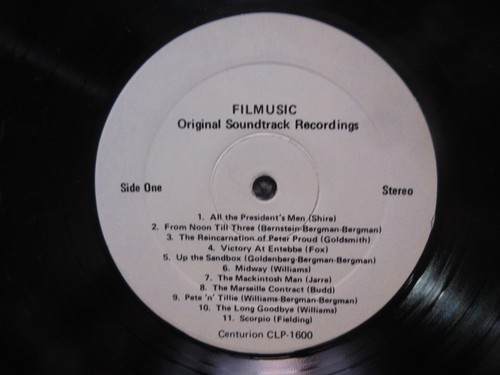 FILMUSIC
Original Soundtrack Recordings
Side One
Stereo
1. All the President's Men (Shire)
2. From Noon Till Three (Bernstein-Bergman-Bergman)
3. The Reincarnation of Peter Proud (Goldsmith)
4. Victory At Entebbe (Fox)
5. Up the Sandbox (Goldenberg-Bergman-Bergman)
6. Midway (Williams)
7. The Mackintosh Man (Jarre)
8. The Marseille Contract (Budd)
9. Pete 'n' Tillie (Williams-Bergman-Bergman)
10. The Long Goodbye (Williams)
11. Scorpio (Fielding)
Centurion CLP-1600